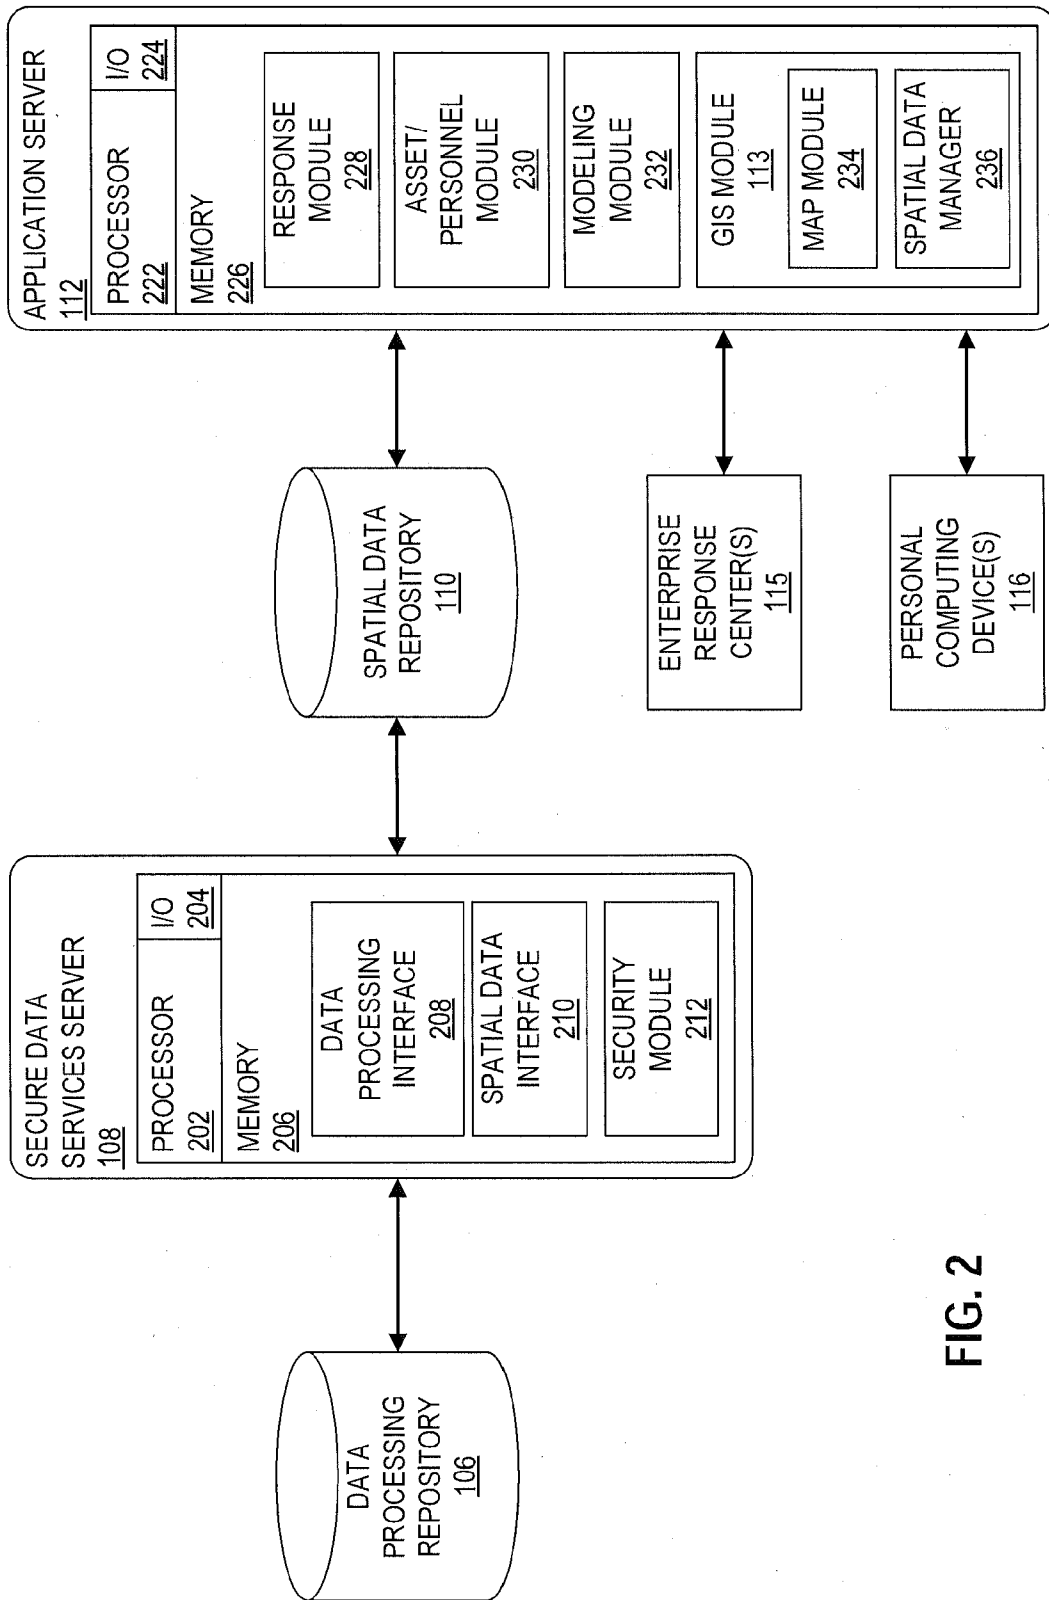 DATA
PROCESSING
REPOSITORY
106
SECURE DATA
SERVICES SERVER
108
PROCESSOR
202
I/O
204
MEMORY
206
DATA
PROCESSING
INTERFACE
208
SPATIAL DATA
INTERFACE
210
SECURITY
MODULE
212
SPATIAL DATA
REPOSITORY
110
ENTERPRISE
RESPONSE
CENTER(S)
115
PERSONAL
COMPUTING
DEVICE(S)
116
APPLICATION SERVER
112
PROCESSOR
222
I/O
224
MEMORY
226
RESPONSE
MODULE
228
ASSET/
PERSONNEL
MODULE
230
MODELING
MODULE
232
GIS MODULE
113
MAP MODULE
234
SPATIAL DATA
MANAGER
236
FIG. 2